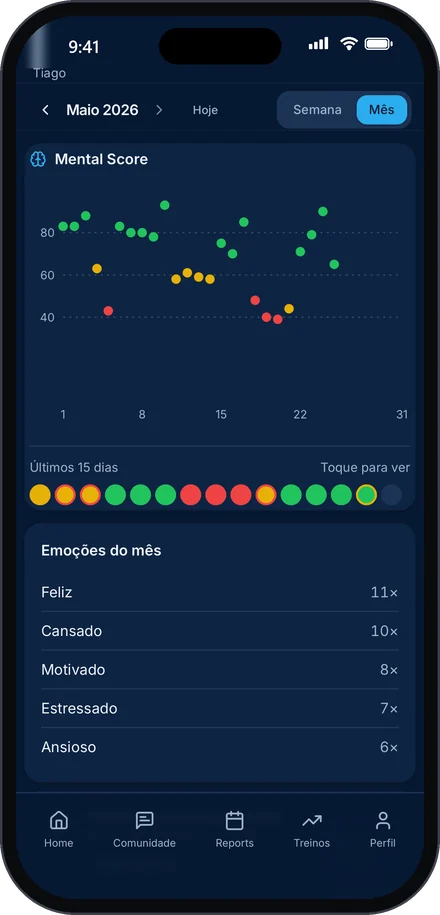 9:41
Tiago
Maio 2026
Hoje
Semana
Mês
Mental Score
80
60
40
1 8 15 22 31
Últimos 15 dias
Toque para ver
Emoções do mês
Feliz 11×
Cansado 10×
Motivado 8×
Estressado 7×
Ansioso 6×
Home Comunidade Reports Treinos Perfil